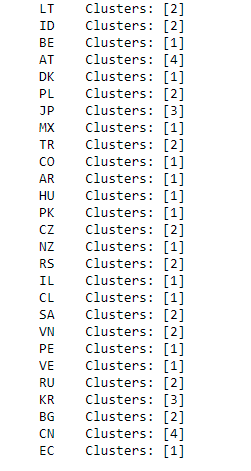 LT Clusters: [2]
ID Clusters: [2]
BE Clusters: [1]
AT Clusters: [4]
DK Clusters: [1]
PL Clusters: [2]
JP Clusters: [3]
MX Clusters: [1]
TR Clusters: [2]
CO Clusters: [1]
AR Clusters: [1]
HU Clusters: [1]
PK Clusters: [1]
CZ Clusters: [2]
NZ Clusters: [1]
RS Clusters: [2]
IL Clusters: [1]
CL Clusters: [1]
SA Clusters: [2]
VN Clusters: [2]
PE Clusters: [1]
VE Clusters: [1]
RU Clusters: [2]
KR Clusters: [3]
BG Clusters: [2]
CN Clusters: [4]
EC Clusters: [1]